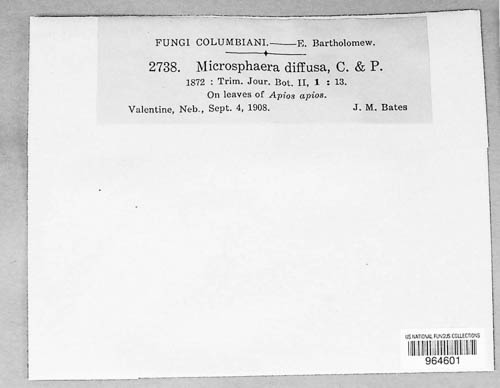 FUNGI COLUMBIANI.——E. Bartholomew.
2738. Microsphaera diffusa, C. & P.
1872 : Trim. Jour. Bot. II, 1 : 13.
On leaves of Apios apios.
Valentine, Neb., Sept. 4, 1908. J. M. Bates
US NATIONAL FUNGUS COLLECTIONS
964601